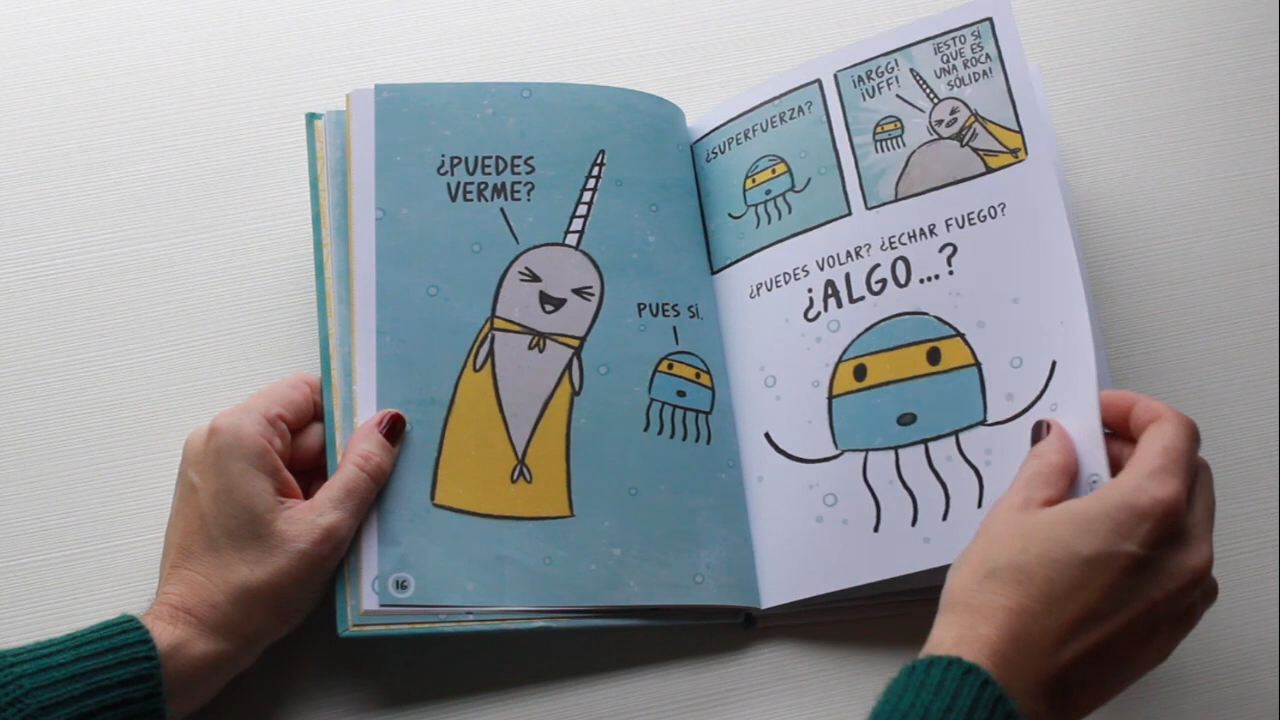 ¿PUEDES
VERME?
PUES SÍ.
16
¿SUPERFUERZA?
¡ARGG!
¡UFF!
¡ESTO SÍ
QUE ES
UNA ROCA
SÓLIDA!
¿PUEDES VOLAR? ¿ECHAR FUEGO?
¿ALGO...?